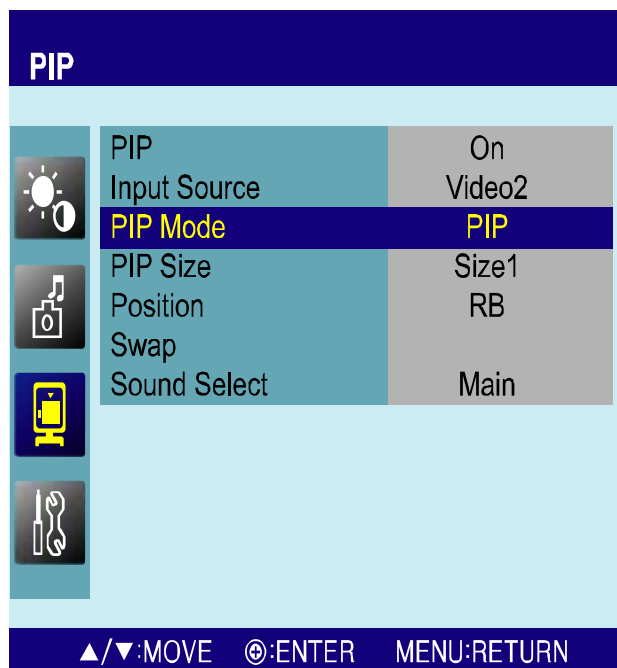 PIP
PIP On
Input Source Video2
PIP Mode PIP
PIP Size Size1
Position RB
Swap
Sound Select Main
▲/▼:MOVE ⊕:ENTER MENU:RETURN